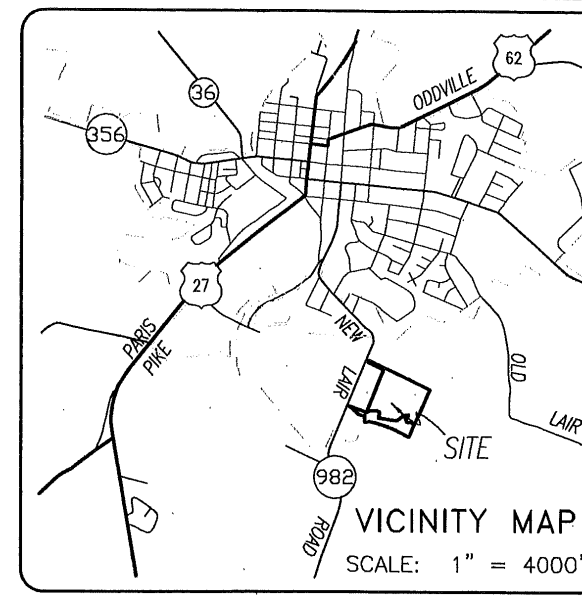 62
ODDVILLE
36
356
27
PARIS
PIKE
NEW
LAIR
OLD
LAIR
SITE
982
ROAD
VICINITY MAP
SCALE: 1" = 4000'